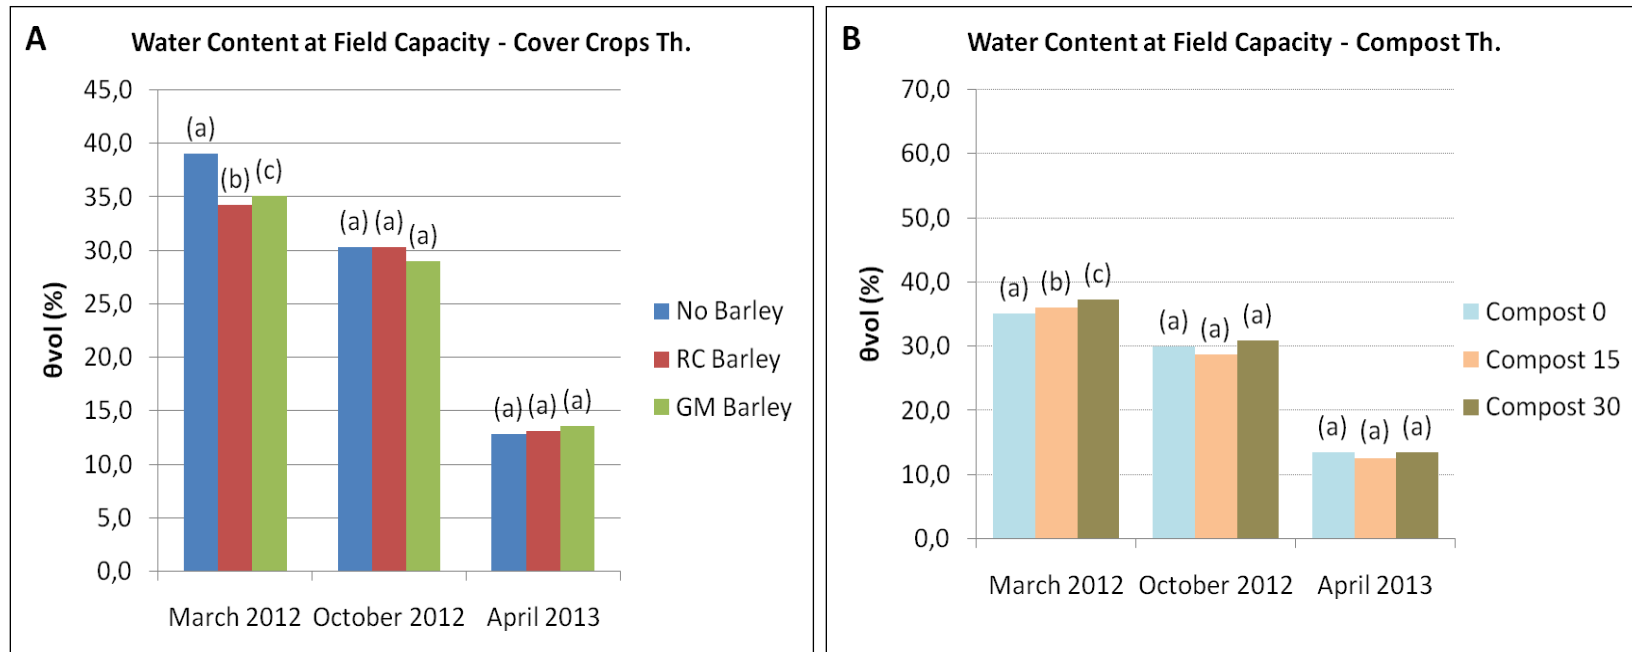 A
Water Content at Field Capacity - Cover Crops Th.
45,0
40,0
35,0
30,0
25,0
20,0
15,0
10,0
5,0
0,0
θvol (%)
(a)
(b)
(c)
(a)
(a)
(a)
(a)
(a)
(a)
March 2012
October 2012
April 2013
No Barley
RC Barley
GM Barley
B
Water Content at Field Capacity - Compost Th.
70,0
60,0
50,0
40,0
30,0
20,0
10,0
0,0
θvol (%)
(a)
(b)
(c)
(a)
(a)
(a)
(a)
(a)
(a)
March 2012
October 2012
April 2013
Compost 0
Compost 15
Compost 30